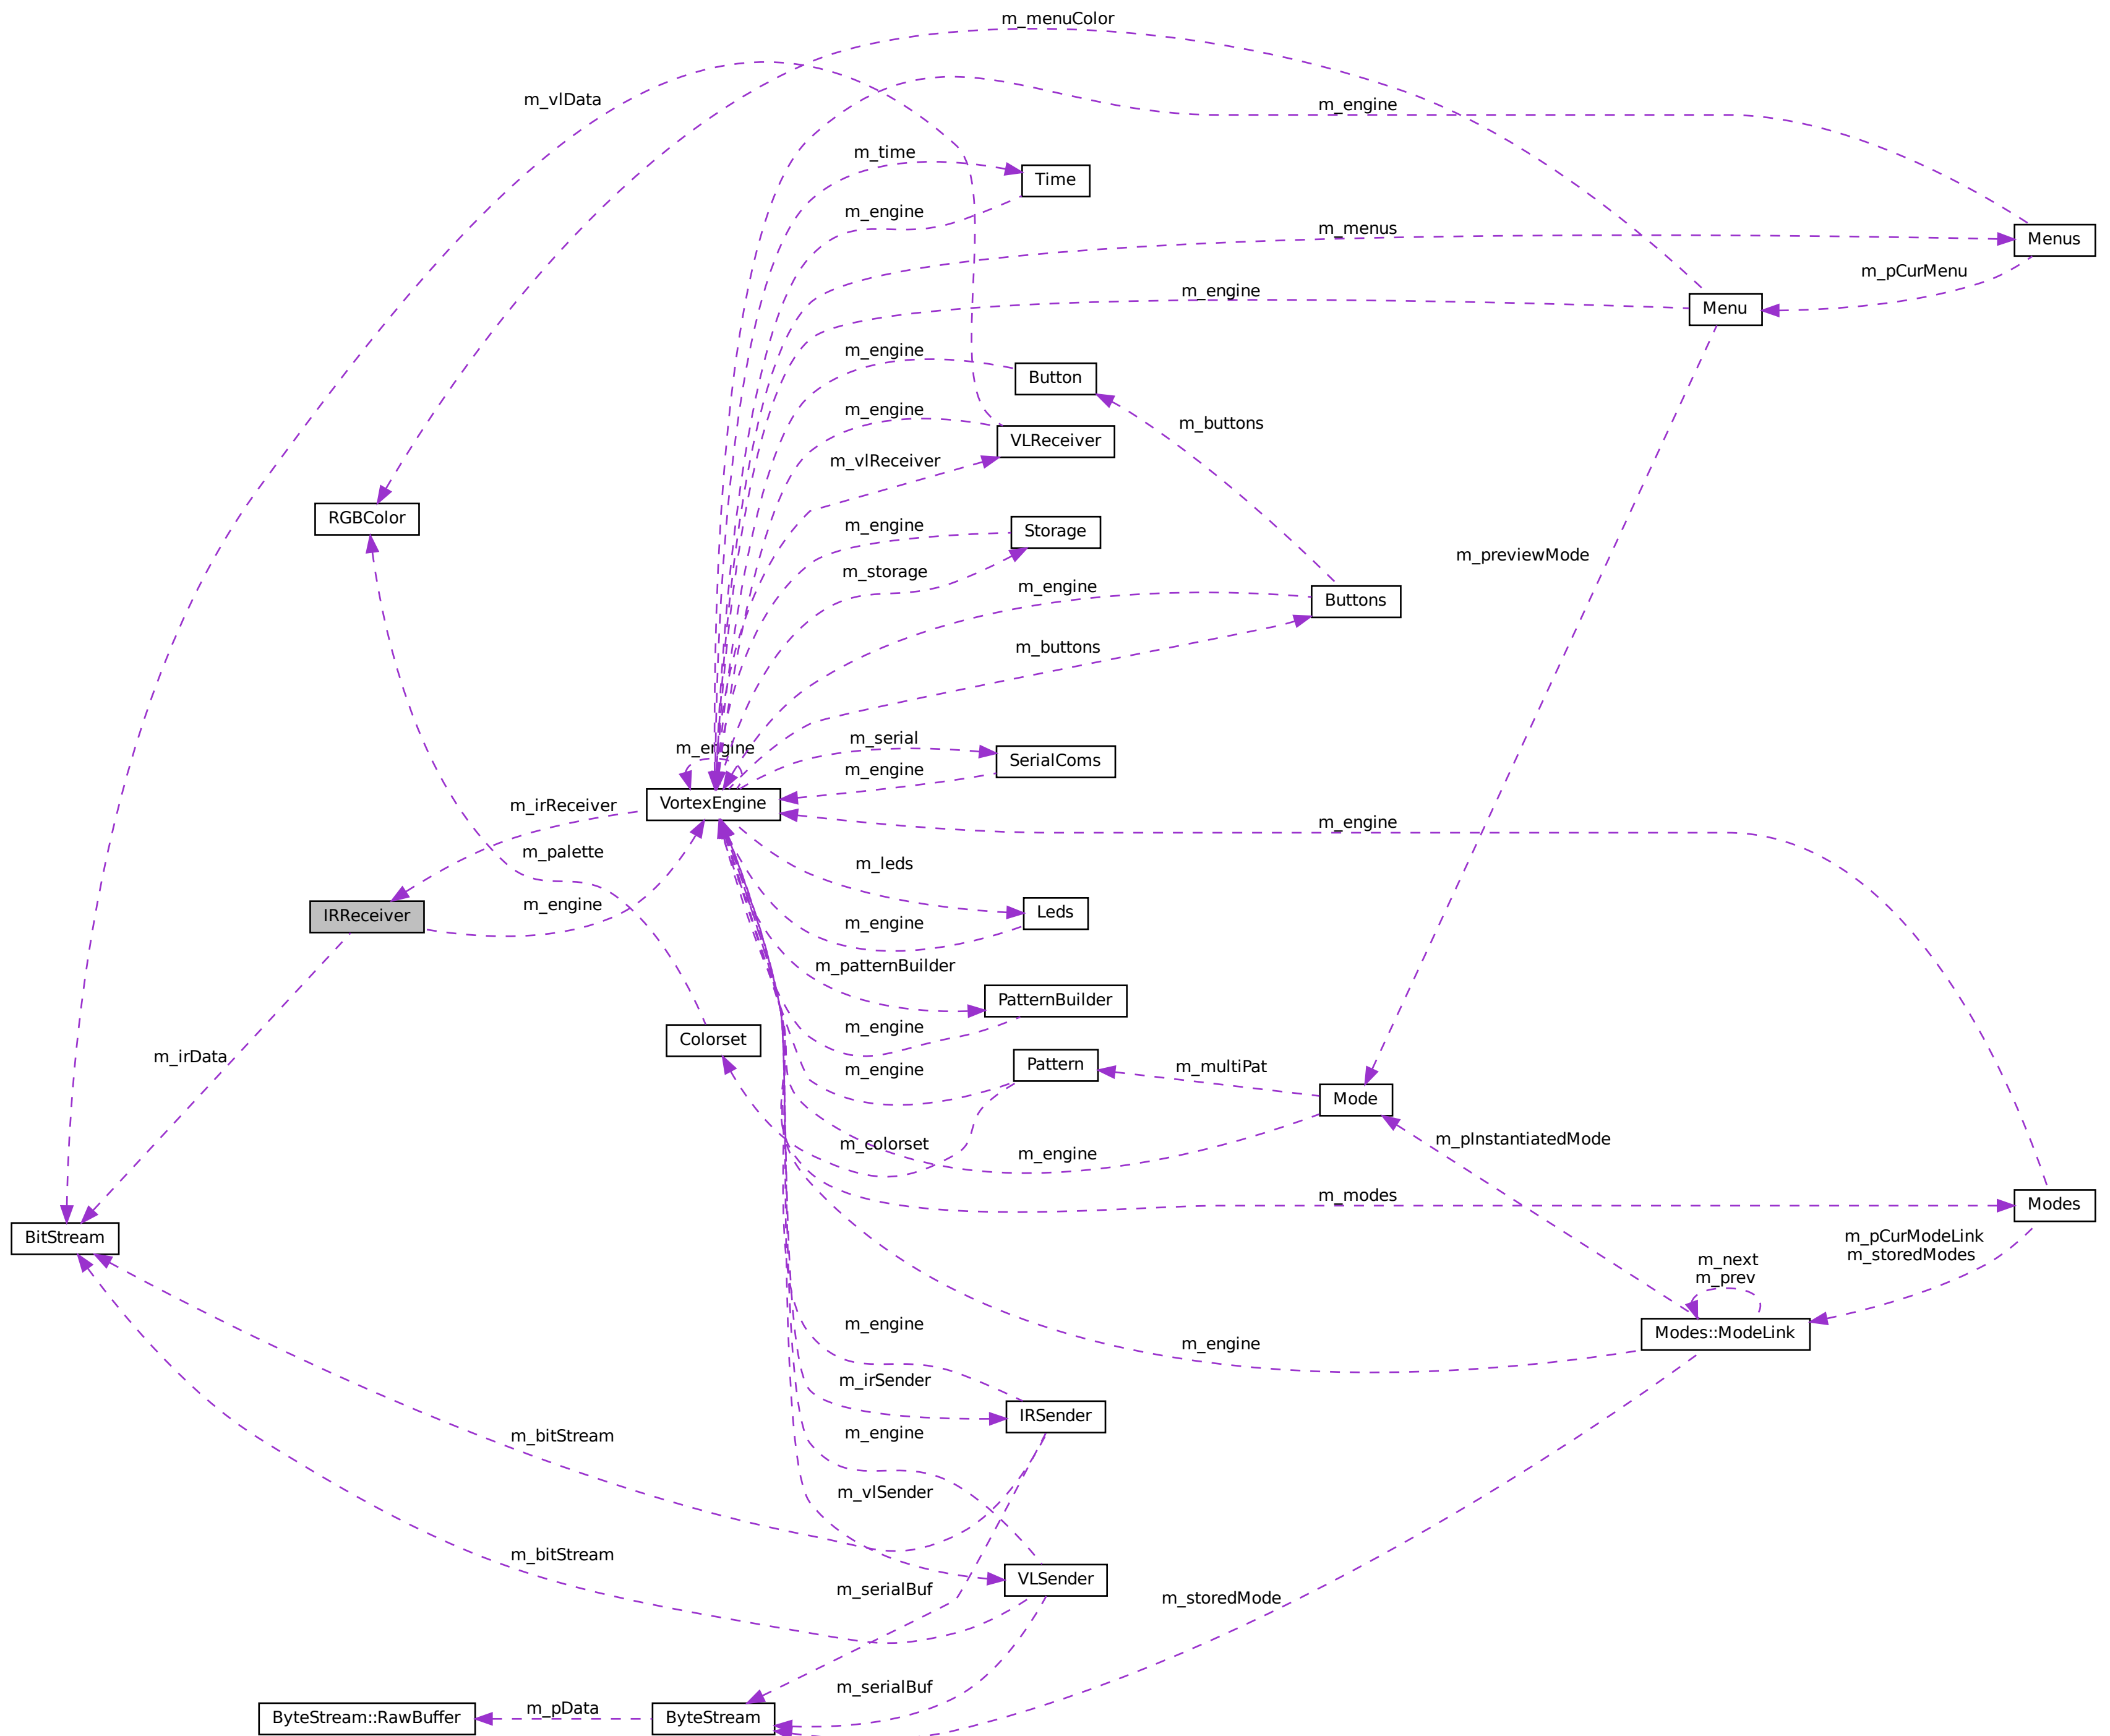 m_menuColor
m_vlData
m_engine
m_time
Time
m_engine
m_menus
Menus
m_pCurMenu
m_engine
Menu
m_engine
Button
m_engine
m_buttons
VLReceiver
m_vlReceiver
RGBColor
m_engine
Storage
m_previewMode
m_storage
m_engine
Buttons
m_buttons
m_serial
m_engine
SerialComs
m_engine
VortexEngine
m_irReceiver
m_engine
m_palette
m_leds
m_engine
IRReceiver
Leds
m_engine
m_patternBuilder
PatternBuilder
m_engine
Colorset
m_irData
m_engine
Pattern
m_multiPat
Mode
m_colorset
m_engine
m_pInstantiatedMode
m_modes
Modes
BitStream
m_pCurModeLink
m_storedModes
m_next
m_prev
m_engine
m_engine
Modes::ModeLink
m_irSender
IRSender
m_bitStream
m_engine
m_vlSender
m_bitStream
VLSender
m_serialBuf
m_storedMode
m_serialBuf
ByteStream::RawBuffer
m_pData
ByteStream